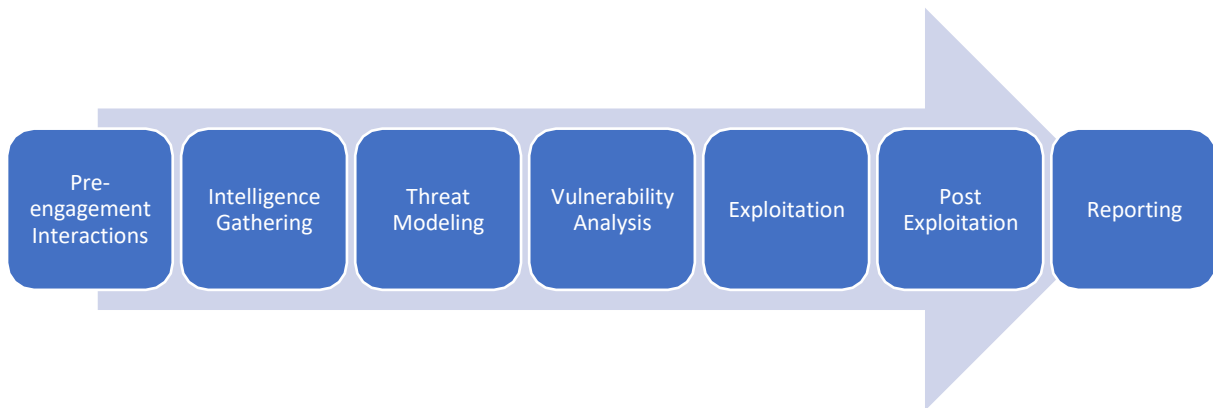 Pre-
engagement
Interactions
Intelligence
Gathering
Threat
Modeling
Vulnerability
Analysis
Exploitation
Post
Exploitation
Reporting